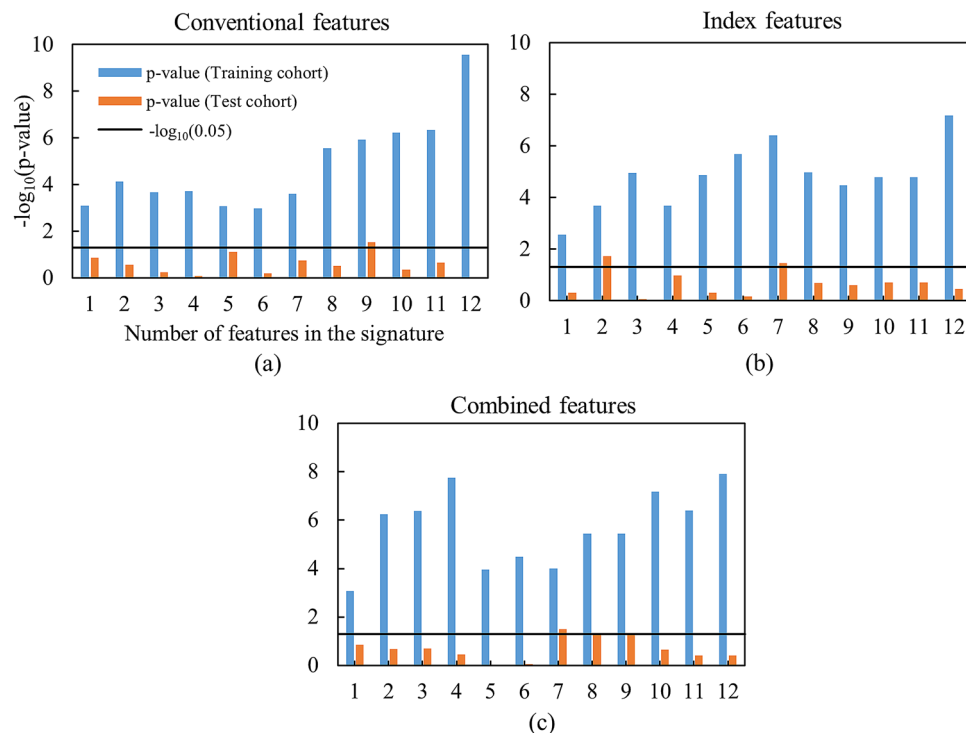 Conventional features
10
8
6
4
2
0
-log10(p-value)
p-value (Training cohort)
p-value (Test cohort)
-log10(0.05)
1 2 3 4 5 6 7 8 9 10 11 12
Number of features in the signature
(a)
Index features
10
8
6
4
2
0
1 2 3 4 5 6 7 8 9 10 11 12
(b)
Combined features
10
8
6
4
2
0
1 2 3 4 5 6 7 8 9 10 11 12
(c)